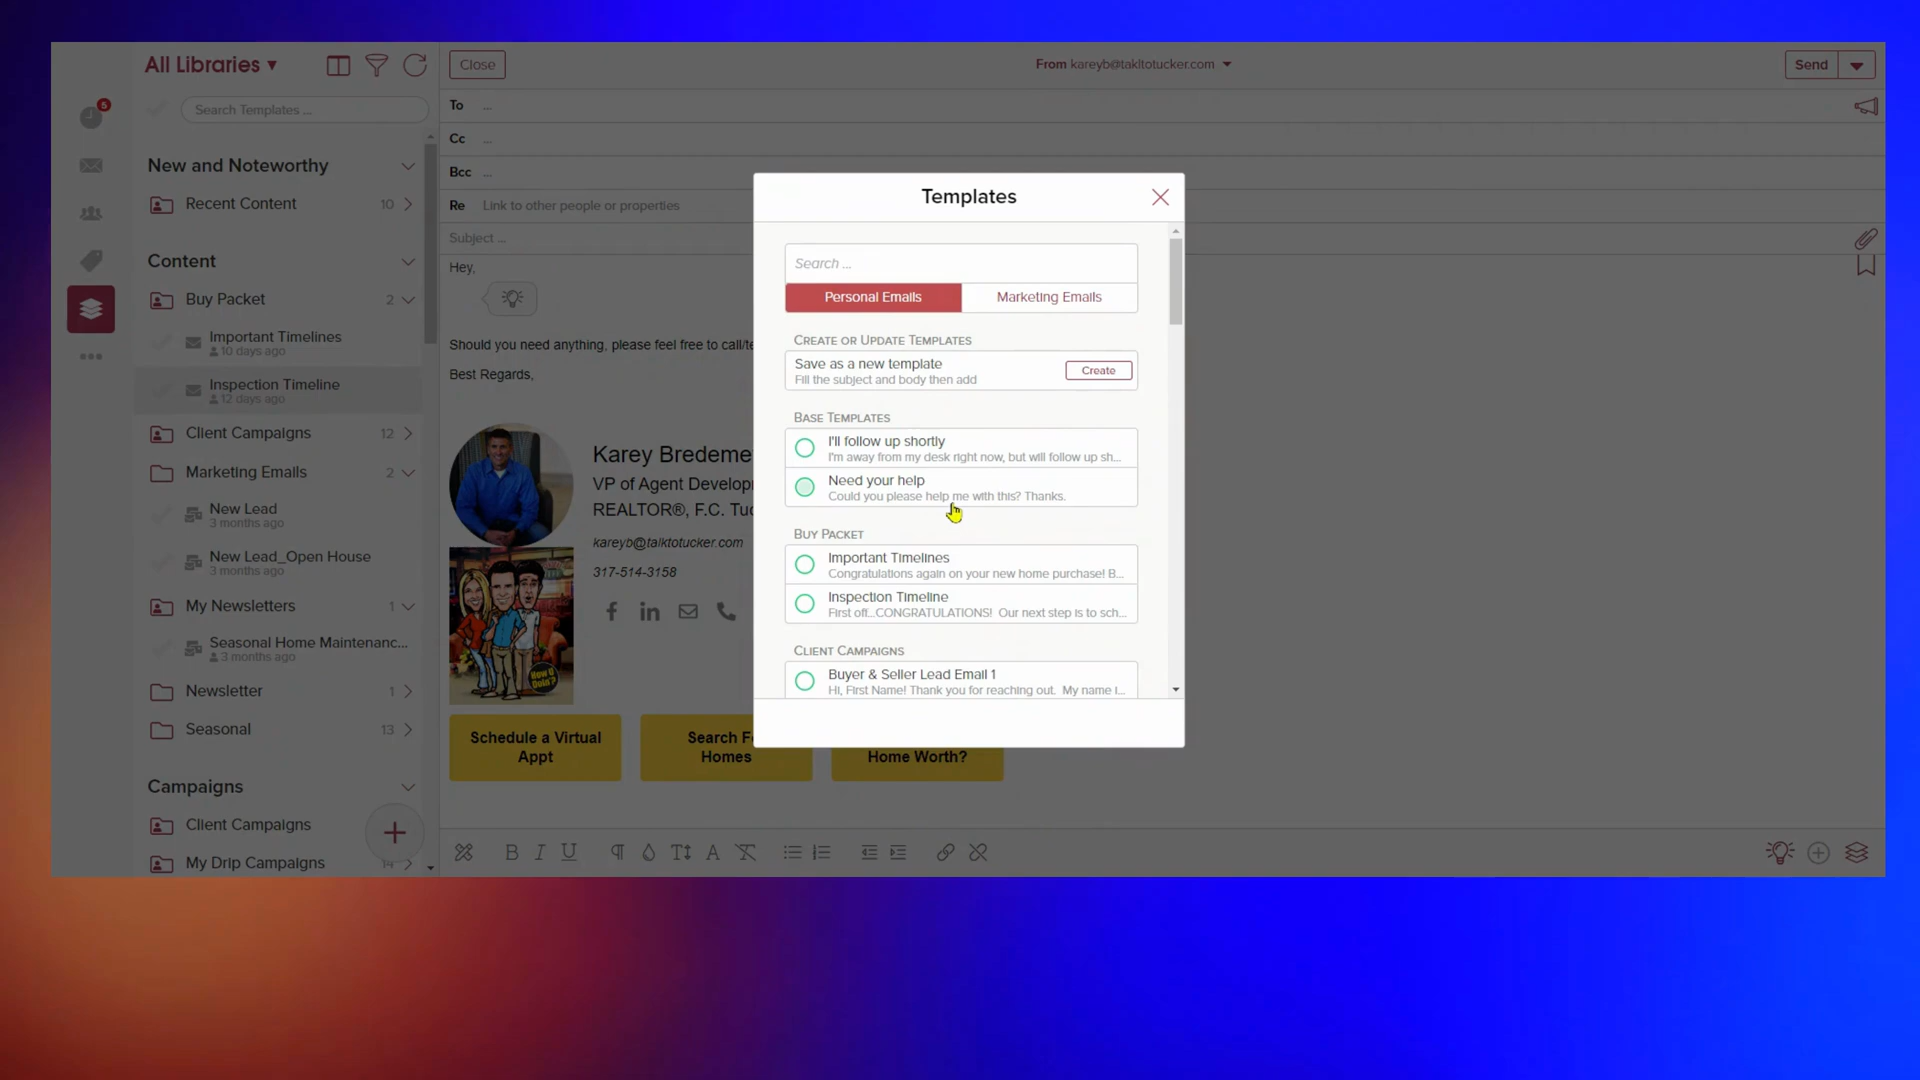 All Libraries
Search Templates ...
5
New and Noteworthy
Recent Content 10
Content
Buy Packet 2
Important Timelines
10 days ago
Inspection Timeline
12 days ago
Client Campaigns 12
Marketing Emails 2
New Lead
3 months ago
New Lead_Open House
3 months ago
My Newsletters 1
Seasonal Home Maintenanc...
3 months ago
Newsletter 1
Seasonal 13
Campaigns
Client Campaigns
My Drip Campaigns 14
Close
From kareyb@takltotucker.com
Send
To ...
Cc ...
Bcc ...
Re Link to other people or properties
Subject ...
Hey,
Should you need anything, please feel free to call/te
Best Regards,
Karey Bredeme
VP of Agent Develop
REALTOR®, F.C. Tuc
kareyb@talktotucker.com
317-514-3158
How U Doin?
Schedule a Virtual
Appt
Search F
Homes
Home Worth?
Templates
Search ...
Personal Emails
Marketing Emails
Create or Update Templates
Save as a new template
Fill the subject and body then add
Create
Base Templates
I'll follow up shortly
I'm away from my desk right now, but will follow up sh...
Need your help
Could you please help me with this? Thanks.
Buy Packet
Important Timelines
Congratulations again on your new home purchase! B...
Inspection Timeline
First off...CONGRATULATIONS! Our next step is to sch...
Client Campaigns
Buyer & Seller Lead Email 1
Hi, First Name! Thank you for reaching out. My name i...